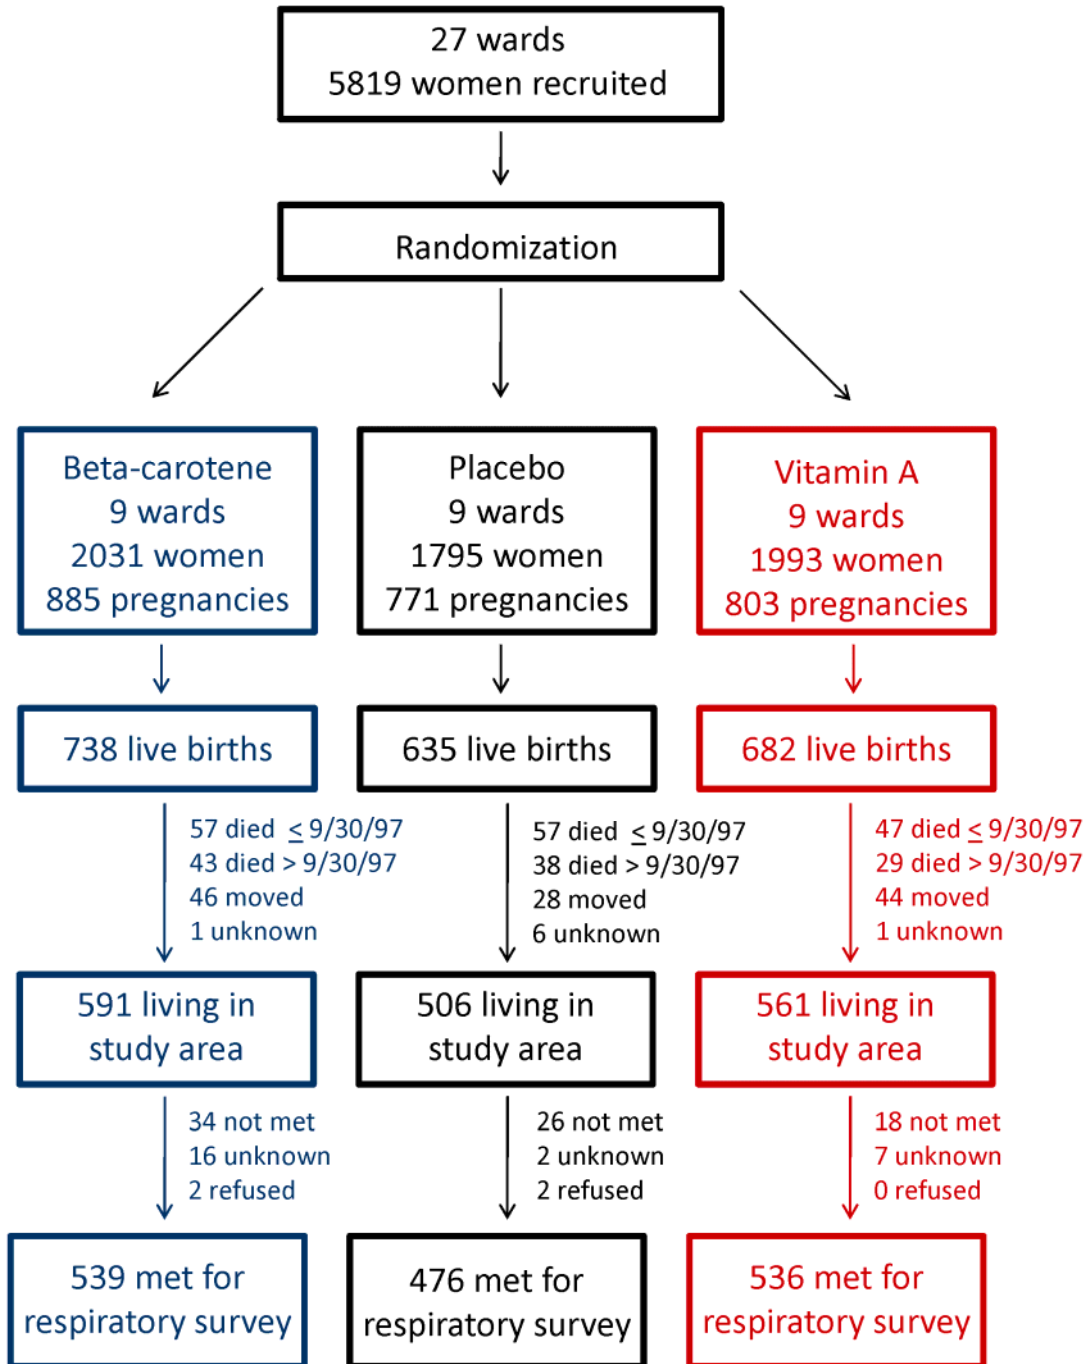 27 wards
5819 women recruited
Randomization
Beta-carotene
9 wards
2031 women
885 pregnancies
Placebo
9 wards
1795 women
771 pregnancies
Vitamin A
9 wards
1993 women
803 pregnancies
738 live births
635 live births
682 live births
57 died ≤ 9/30/97
43 died > 9/30/97
46 moved
1 unknown
57 died ≤ 9/30/97
38 died > 9/30/97
28 moved
6 unknown
47 died ≤ 9/30/97
29 died > 9/30/97
44 moved
1 unknown
591 living in
study area
506 living in
study area
561 living in
study area
34 not met
16 unknown
2 refused
26 not met
2 unknown
2 refused
18 not met
7 unknown
0 refused
539 met for
respiratory survey
476 met for
respiratory survey
536 met for
respiratory survey